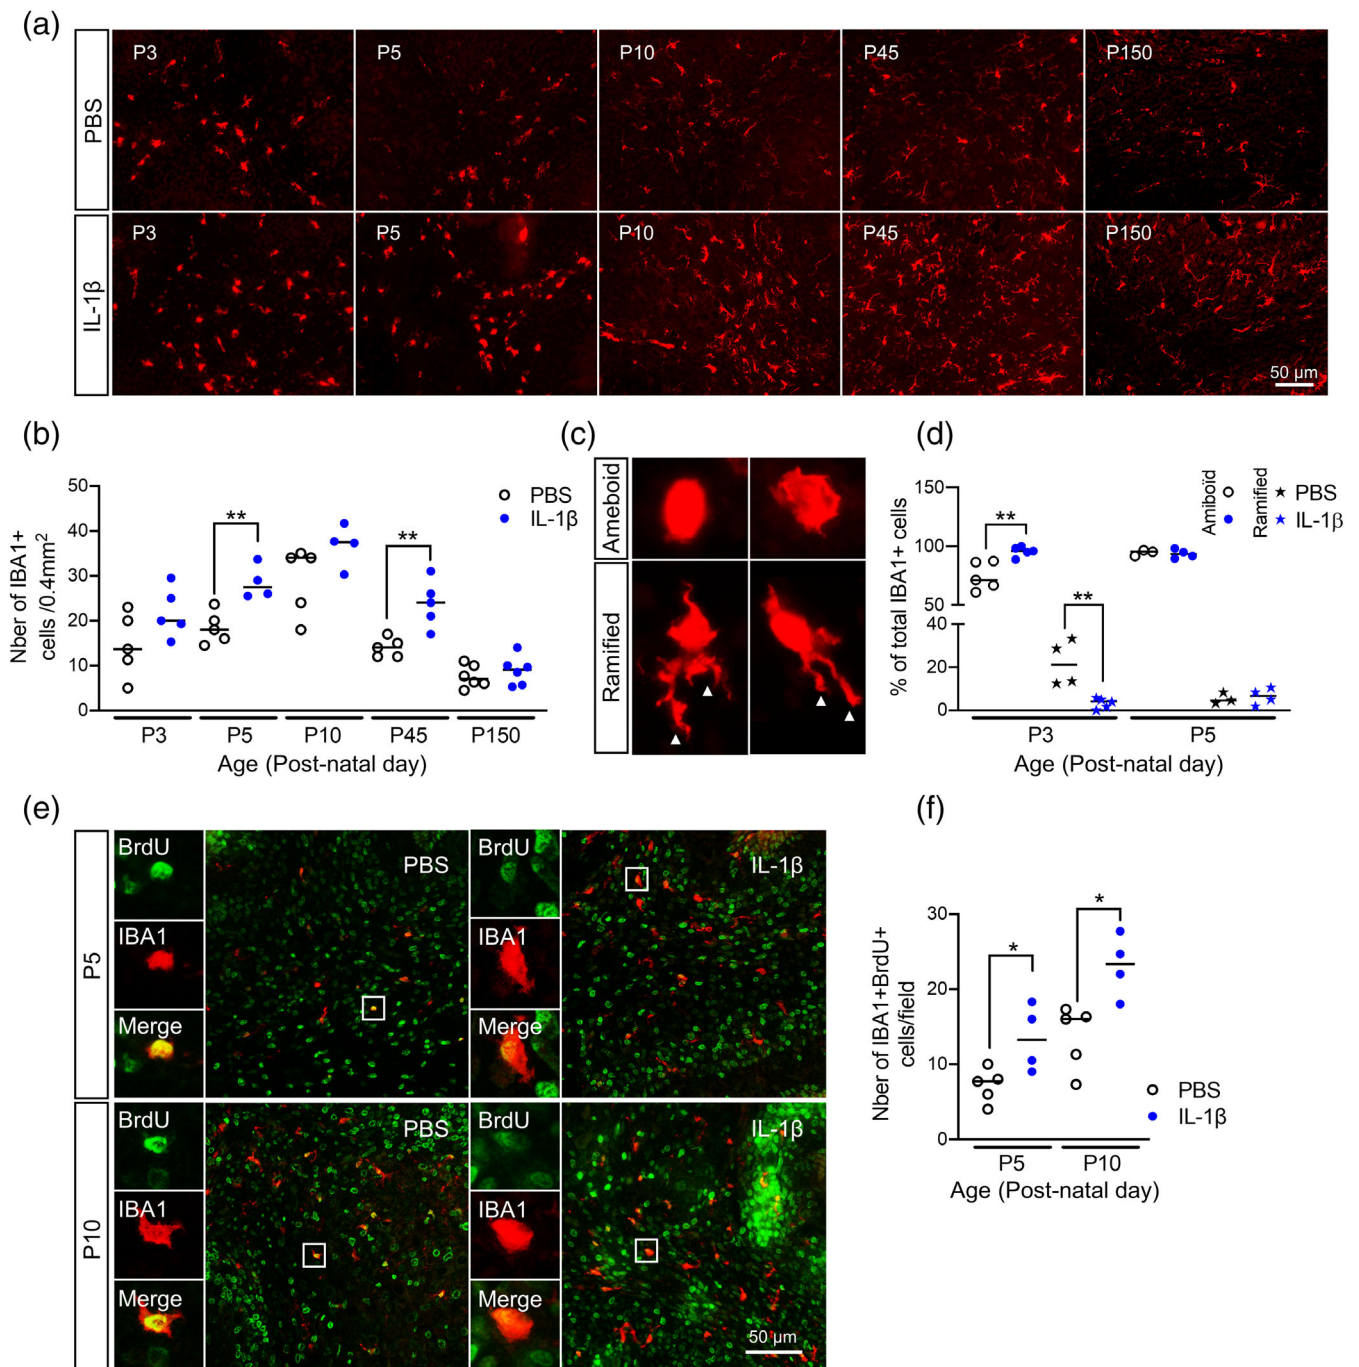 (a)
PBS
P3
P5
P10
P45
P150
IL-1β
P3
P5
P10
P45
P150
50 µm
(b)
Nber of IBA1+
cells /0.4mm²
50
40
30
20
10
0
**
**
PBS
IL-1β
P3
P5
P10
P45
P150
Age (Post-natal day)
(c)
Ameboid
Ramified
(d)
% of total IBA1+ cells
150
100
50
40
20
0
**
**
Amiboïd
Ramified
PBS
IL-1β
P3
P5
Age (Post-natal day)
(e)
P5
BrdU
IBA1
Merge
PBS
BrdU
IBA1
Merge
IL-1β
P10
BrdU
IBA1
Merge
PBS
BrdU
IBA1
Merge
IL-1β
50 µm
(f)
Nber of IBA1+BrdU+
cells/field
30
20
10
0
*
*
PBS
IL-1β
P5
P10
Age (Post-natal day)